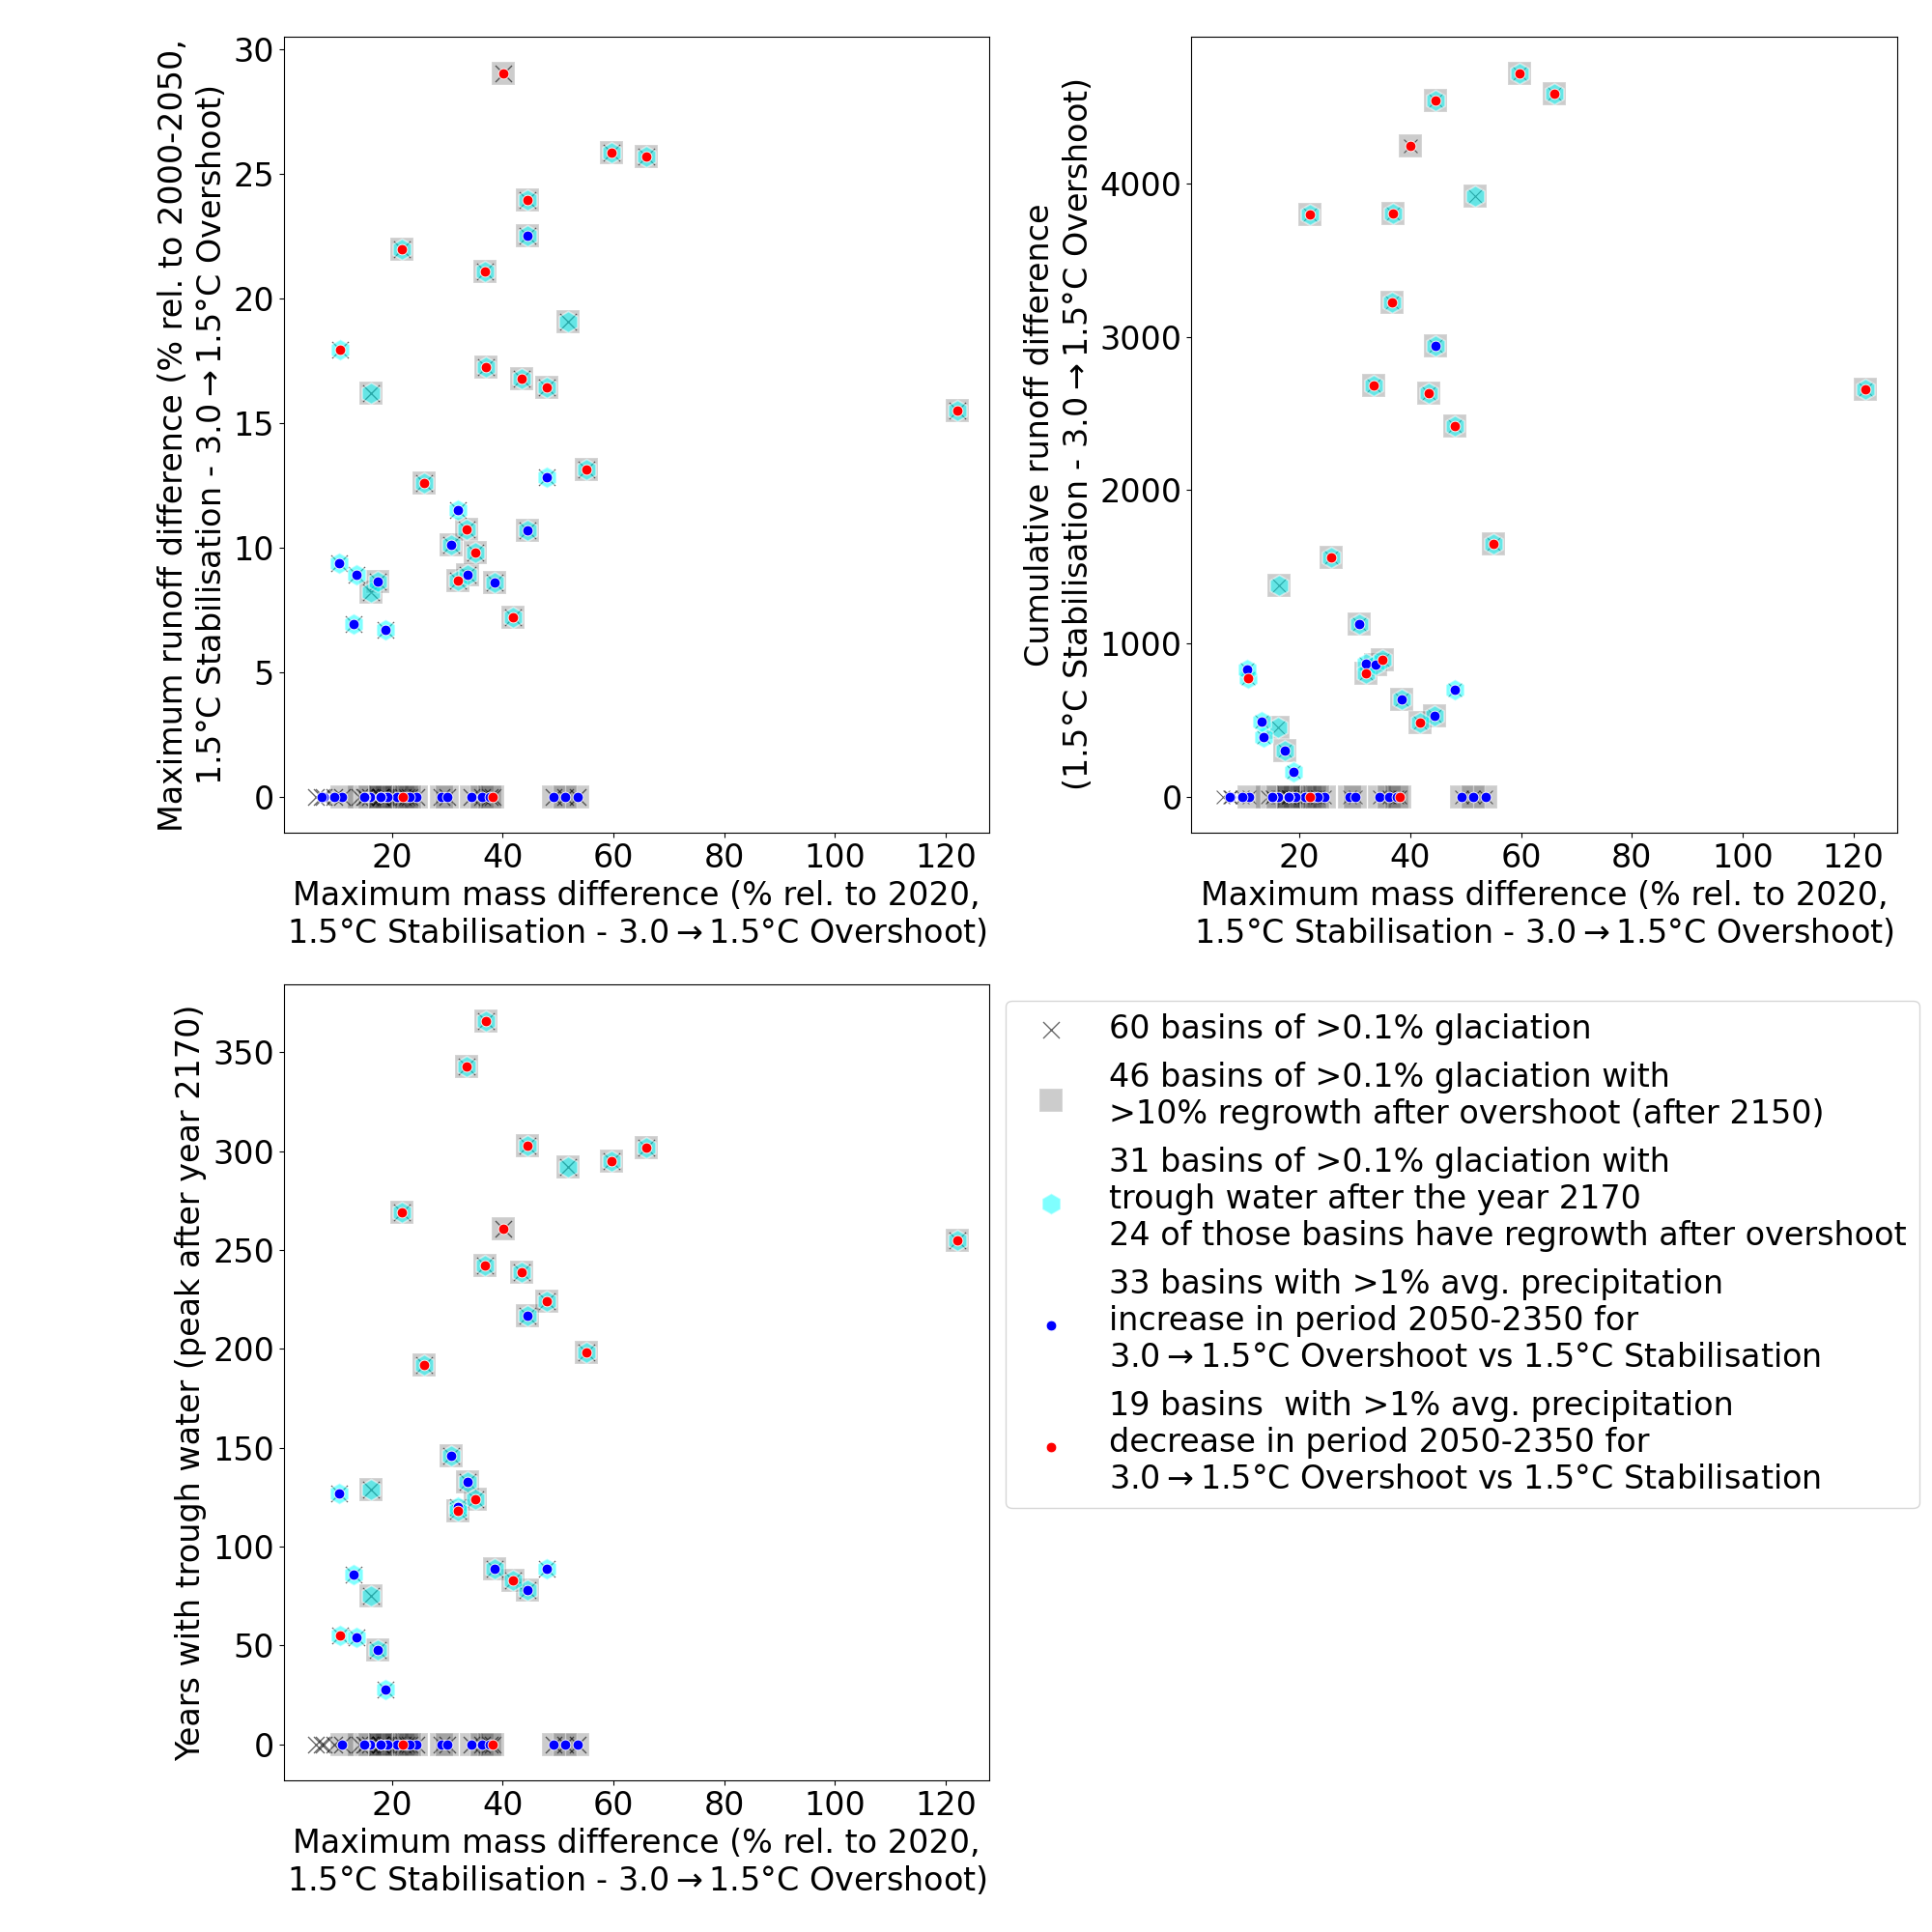 Maximum runoff difference (% rel. to 2000-2050,
1.5°C Stabilisation - 3.0→1.5°C Overshoot)
30
25
20
15
10
5
0
20 40 60 80 100 120
Maximum mass difference (% rel. to 2020,
1.5°C Stabilisation - 3.0→1.5°C Overshoot)
Cumulative runoff difference
(1.5°C Stabilisation - 3.0→1.5°C Overshoot)
4000
3000
2000
1000
0
20 40 60 80 100 120
Maximum mass difference (% rel. to 2020,
1.5°C Stabilisation - 3.0→1.5°C Overshoot)
Years with trough water (peak after year 2170)
350
300
250
200
150
100
50
0
20 40 60 80 100 120
Maximum mass difference (% rel. to 2020,
1.5°C Stabilisation - 3.0→1.5°C Overshoot)
60 basins of >0.1% glaciation
46 basins of >0.1% glaciation with
>10% regrowth after overshoot (after 2150)
31 basins of >0.1% glaciation with
trough water after the year 2170
24 of those basins have regrowth after overshoot
33 basins with >1% avg. precipitation
increase in period 2050-2350 for
3.0→1.5°C Overshoot vs 1.5°C Stabilisation
19 basins  with >1% avg. precipitation
decrease in period 2050-2350 for
3.0→1.5°C Overshoot vs 1.5°C Stabilisation